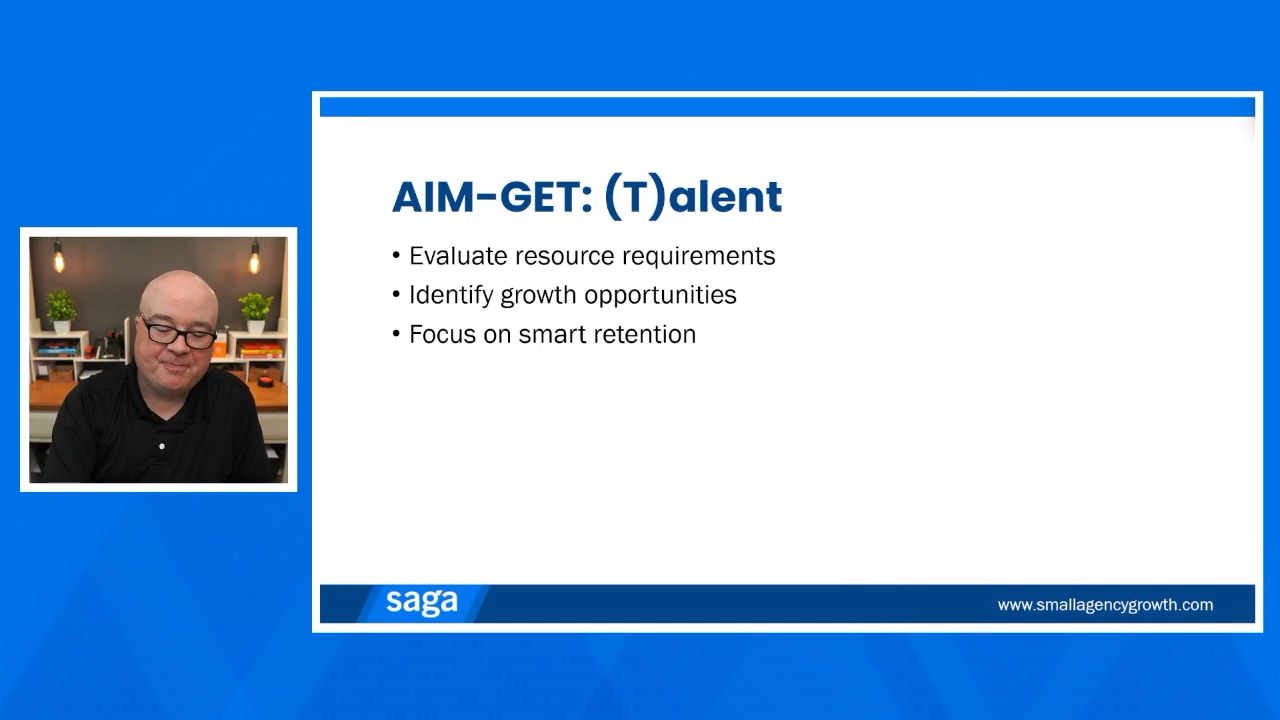 AIM-GET: (T)alent
• Evaluate resource requirements
• Identify growth opportunities
• Focus on smart retention
saga
www.smallagencygrowth.com